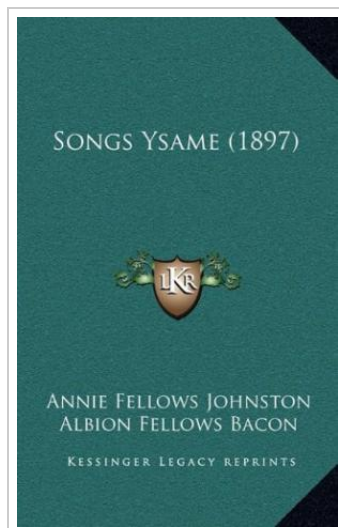 Songs Ysame (1897)
LKR
Annie Fellows Johnston
Albion Fellows Bacon
Kessinger Legacy reprints